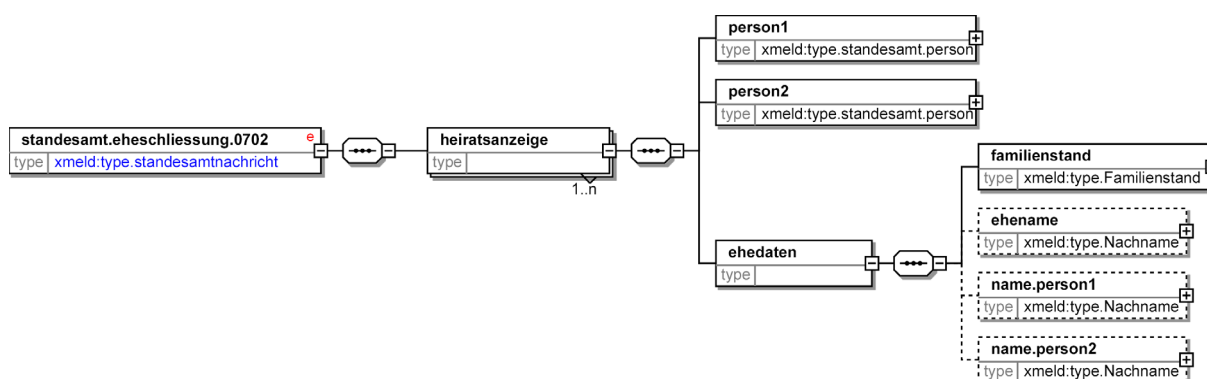 person1
type xmeld:type.standesamt.person
person2
type xmeld:type.standesamt.person
standesamt.eheschliessung.0702 e
type xmeld:type.standesamtnachricht
heiratsanzeige
type
1..n
ehedaten
type
familienstand
type xmeld:type.Familienstand
ehename
type xmeld:type.Nachname
name.person1
type xmeld:type.Nachname
name.person2
type xmeld:type.Nachname